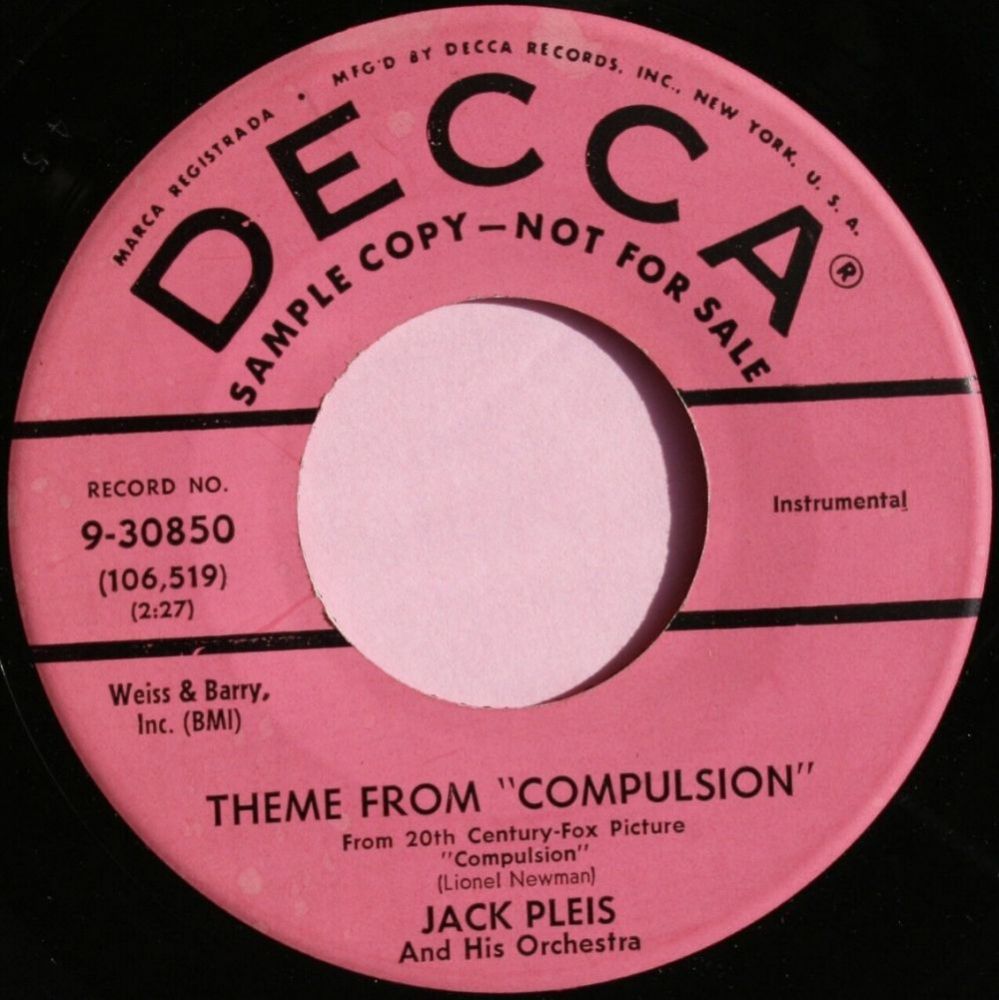 MARCA REGISTRADA • MFG'D BY DECCA RECORDS, INC., NEW YORK, U. S. A.
DECCA®
SAMPLE COPY—NOT FOR SALE
RECORD NO.
9-30850
(106,519)
(2:27)
Instrumental
Weiss & Barry,
Inc. (BMI)
THEME FROM "COMPULSION"
From 20th Century-Fox Picture
"Compulsion"
(Lionel Newman)
JACK PLEIS
And His Orchestra